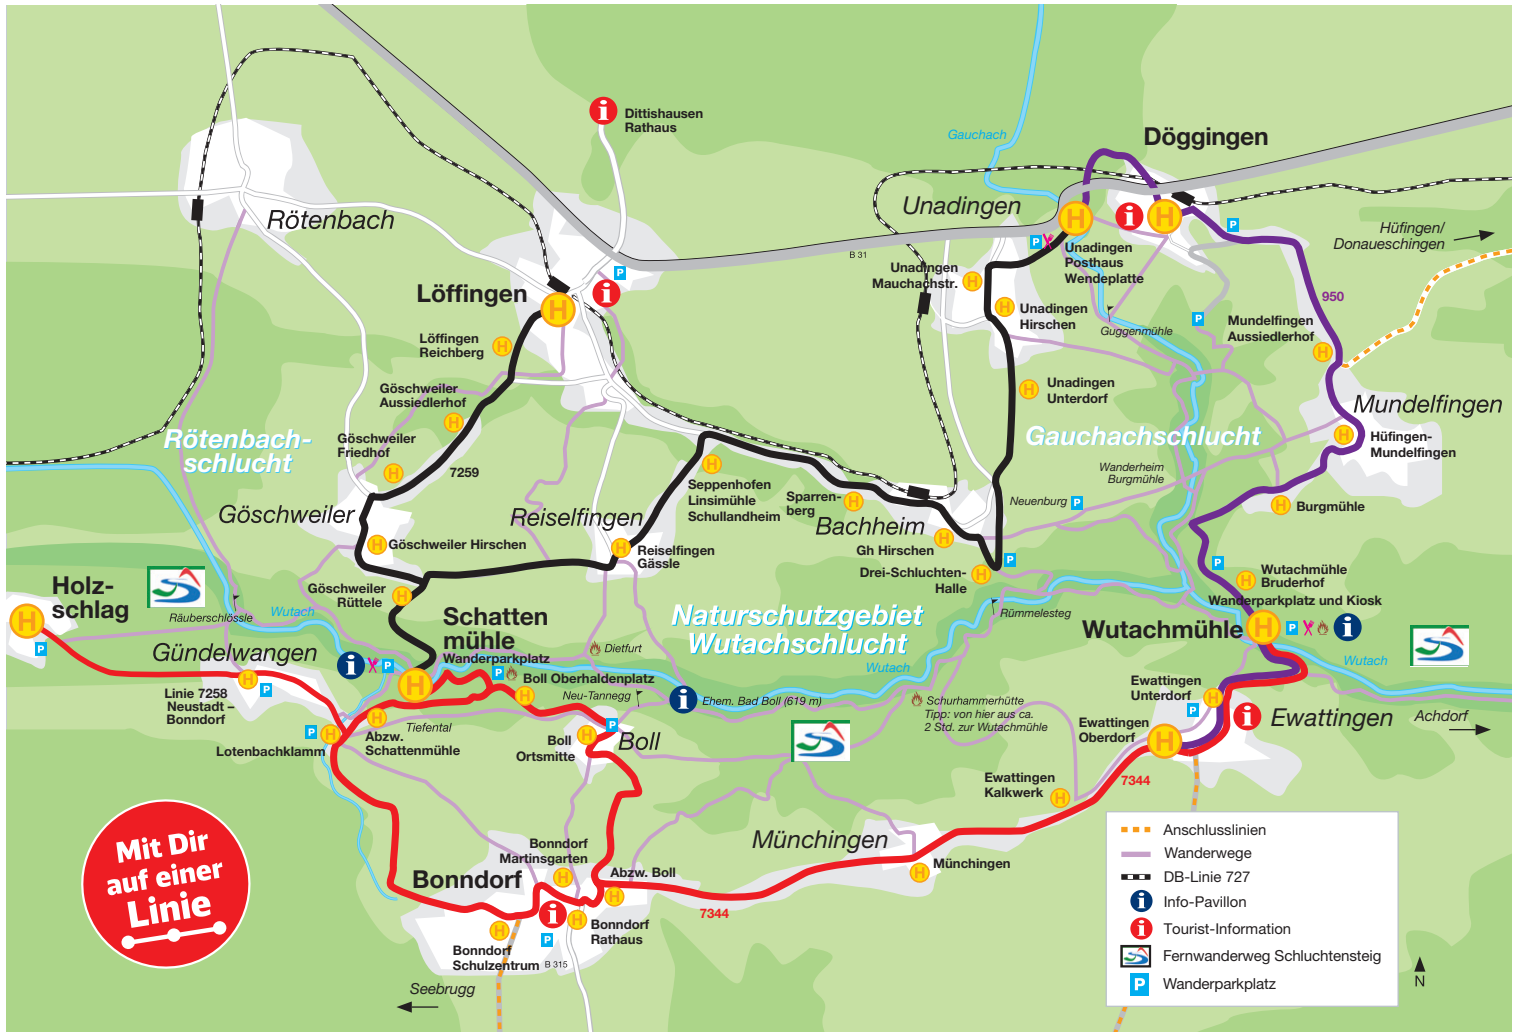 Dittishausen
Rathaus
Gauchach
Döggingen
Rötenbach
Unadingen
Hüfingen/
Donaueschingen
B 31
Unadingen
Posthaus
Wendeplatte
Unadingen
Mauchachstr.
Löffingen
950
Unadingen
Hirschen
Guggenmühle
Mundelfingen
Aussiedlerhof
Löffingen
Reichberg
Göschweiler
Aussiedlerhof
Unadingen
Unterdorf
Mundelfingen
Rötenbach-
schlucht
Göschweiler
Friedhof
Gauchachschlucht
Hüfingen-
Mundelfingen
7259
Wanderheim
Burgmühle
Seppenhofen
Linsimühle
Schullandheim
Sparren-
berg
Neuenburg
P
Burgmühle
Göschweiler
Reiselfingen
Bachheim
Göschweiler Hirschen
Reiselfingen
Gässle
Gh Hirschen
Drei-Schluchten-
Halle
Wutachmühle
Bruderhof
Wanderparkplatz und Kiosk
Holz-
schlag
Göschweiler
Rüttele
Räuberschlössle
Wutach
Schatten
mühle
Wanderparkplatz
Naturschutzgebiet
Wutachschlucht
Rümmelesteg
Wutachmühle
Gündelwangen
Dietfurt
Wutach
Wutach
Boll Oberhaldenplatz
Neu-Tannegg
Ehem. Bad Boll (619 m)
Linie 7258
Neustadt –
Bonndorf
Ewattingen
Unterdorf
Schurhammerhütte
Tipp: von hier aus ca.
2 Std. zur Wutachmühle
Ewattingen
Achdorf
Tiefental
Lotenbachklamm
Abzw.
Schattenmühle
Boll
Ortsmitte
Boll
Ewattingen
Oberdorf
Ewattingen
Kalkwerk
7344
Mit Dir
auf einer
Linie
Münchingen
Münchingen
Bonndorf
Martinsgarten
Bonndorf
Abzw. Boll
7344
Bonndorf
Rathaus
Bonndorf
Schulzentrum
B 315
Seebrugg
Anschlusslinien
Wanderwege
DB-Linie 727
Info-Pavillon
Tourist-Information
Fernwanderweg Schluchtensteig
P Wanderparkplatz
N